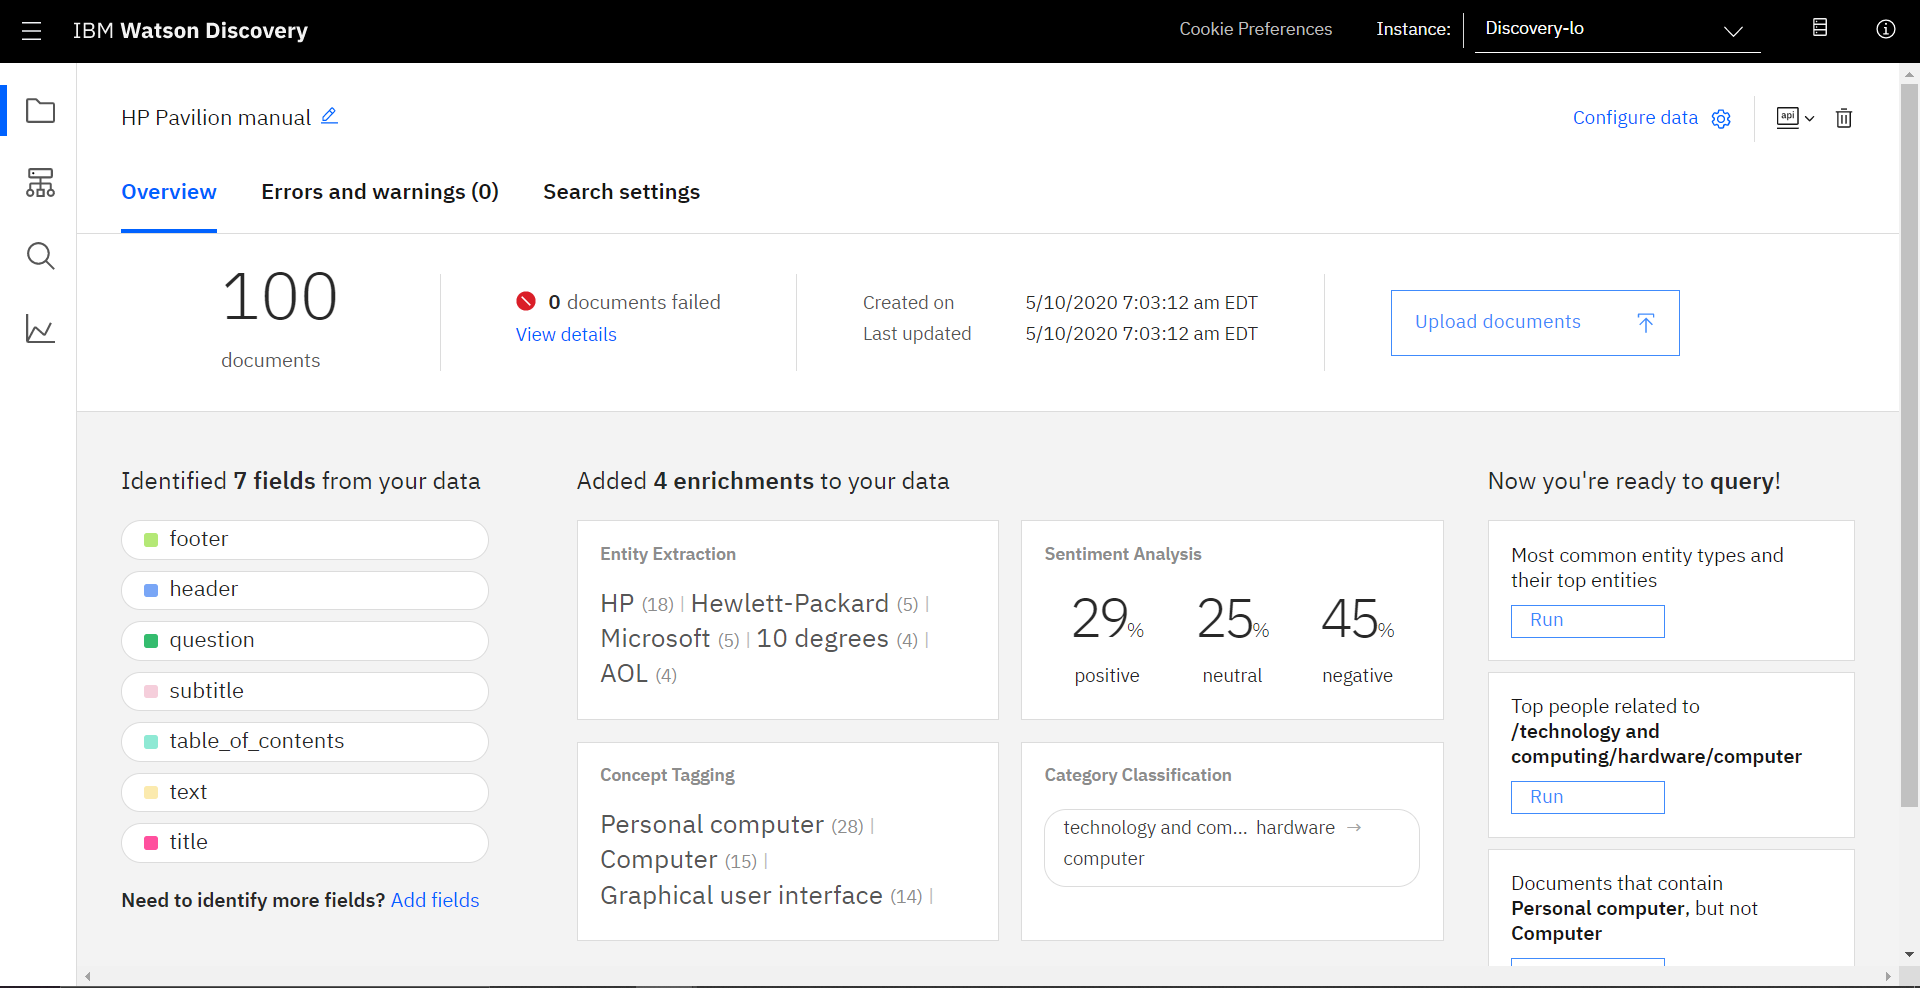 IBM Watson Discovery
Cookie Preferences
Instance:
Discovery-lo
HP Pavilion manual
Configure data
api
Overview
Errors and warnings (0)
Search settings
100
documents
0 documents failed
View details
Created on 5/10/2020 7:03:12 am EDT
Last updated 5/10/2020 7:03:12 am EDT
Upload documents
Identified 7 fields from your data
footer
header
question
subtitle
table_of_contents
text
title
Need to identify more fields? Add fields
Added 4 enrichments to your data
Entity Extraction
HP (18) | Hewlett-Packard (5) |
Microsoft (5) | 10 degrees (4) |
AOL (4)
Sentiment Analysis
29% 25% 45%
positive neutral negative
Concept Tagging
Personal computer (28) |
Computer (15) |
Graphical user interface (14) |
Category Classification
technology and com... hardware →
computer
Now you're ready to query!
Most common entity types and
their top entities
Run
Top people related to
/technology and
computing/hardware/computer
Run
Documents that contain
Personal computer, but not
Computer